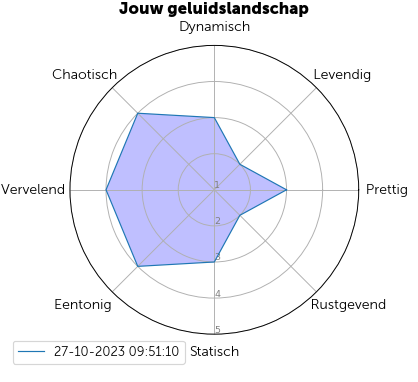 Jouw geluidslandschap
Dynamisch
Chaotisch
Levendig
Vervelend
1
Prettig
2
3
Eentonig
4
Rustgevend
5
27-10-2023 09:51:10
Statisch